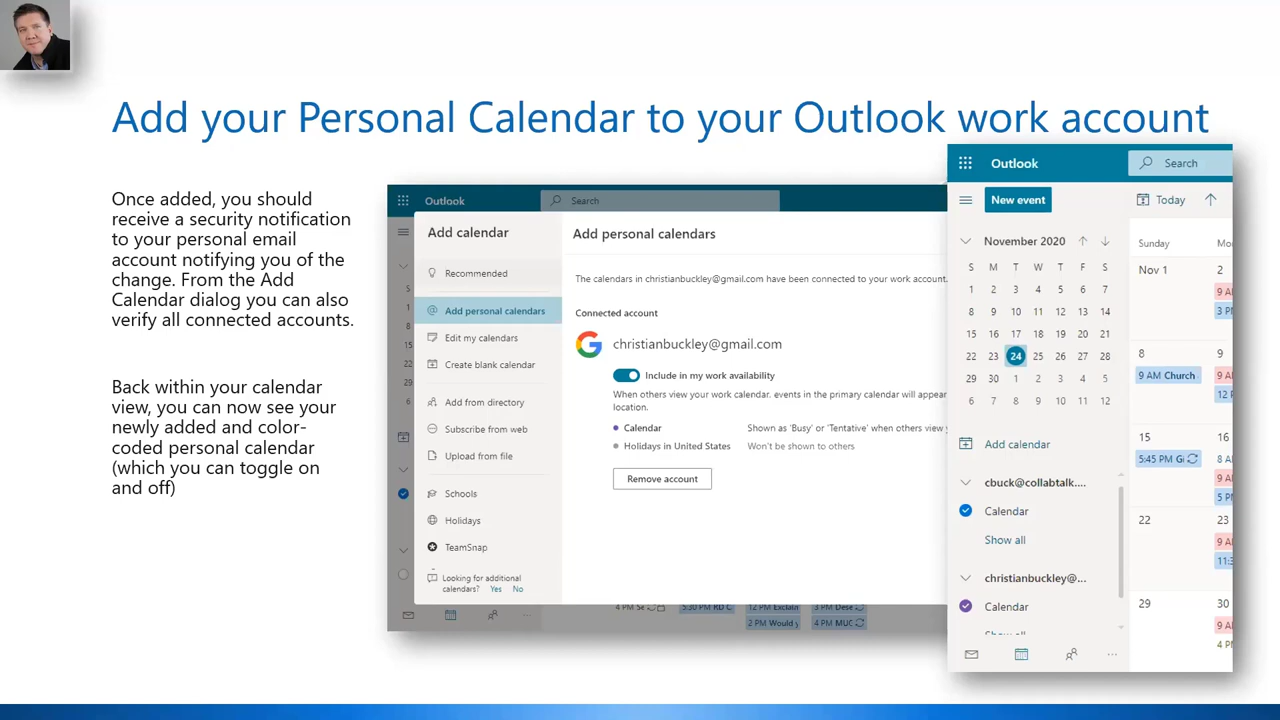 Add your Personal Calendar to your Outlook work account
Once added, you should
receive a security notification
to your personal email
account notifying you of the
change. From the Add
Calendar dialog you can also
verify all connected accounts.
Back within your calendar
view, you can now see your
newly added and color-
coded personal calendar
(which you can toggle on
and off)
Outlook
Search
Add calendar
Recommended
Add personal calendars
Edit my calendars
Create blank calendar
Add from directory
Subscribe from web
Upload from file
Schools
Holidays
TeamSnap
Looking for additional
calendars? Yes No
Add personal calendars
The calendars in christianbuckley@gmail.com have been connected to your work account.
Connected account
christianbuckley@gmail.com
Include in my work availability
When others view your work calendar, events in the primary calendar will appear
location.
Calendar Shown as 'Busy' or 'Tentative' when others view
Holidays in United States Won't be shown to others
Remove account
5:30 PM RD C
2 PM Would y
4 PM MUC
Outlook
Search
New event
Today
November 2020
S M T W T F S
1 2 3 4 5 6 7
8 9 10 11 12 13 14
15 16 17 18 19 20 21
22 23 24 25 26 27 28
29 30 1 2 3 4 5
6 7 8 9 10 11 12
Add calendar
cbuck@collabtalk....
Calendar
Show all
christianbuckley@...
Calendar
Sunday
Nov 1 2
8 9
9 AM Church
15 16
5:45 PM Gi
22 23
29 30